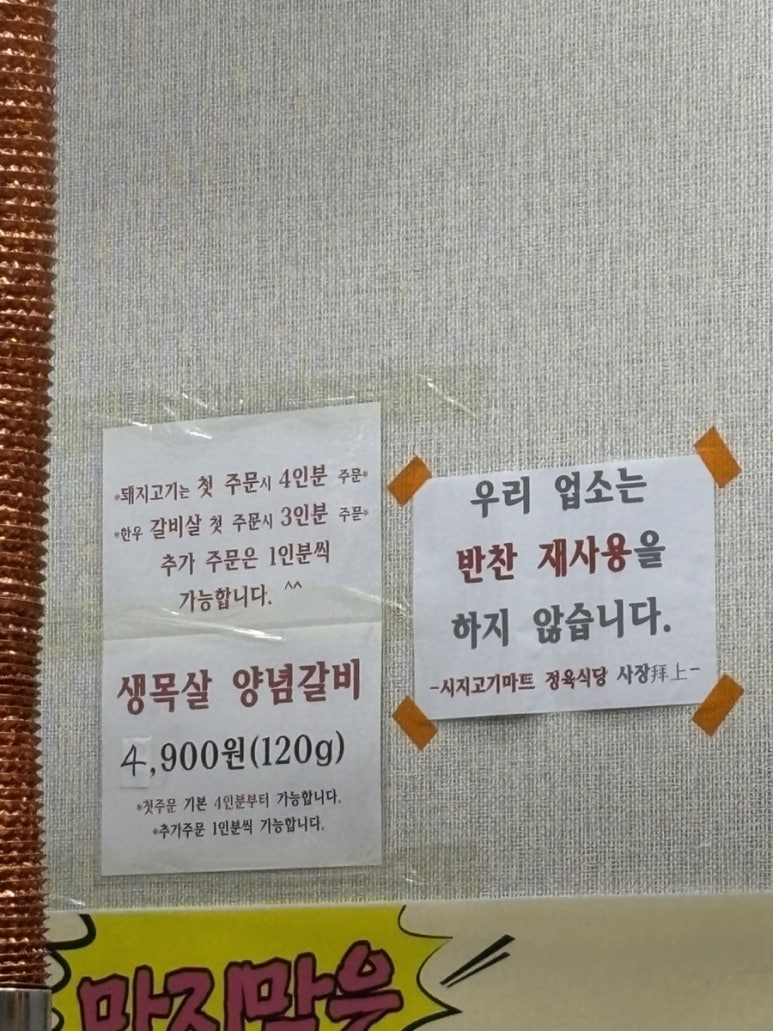 *돼지고기는 첫 주문시 4인분 주문*
*한우 갈비살 첫 주문시 3인분 주문*
추가 주문은 1인분씩
가능합니다. ^^
생목살 양념갈비
4,900원(120g)
*첫주문 기본 4인분부터 가능합니다.
*추가주문 1인분씩 가능합니다.
우리 업소는
반찬 재사용을
하지 않습니다.
-시지고기마트 정육식당 사장拜上-
마지막은